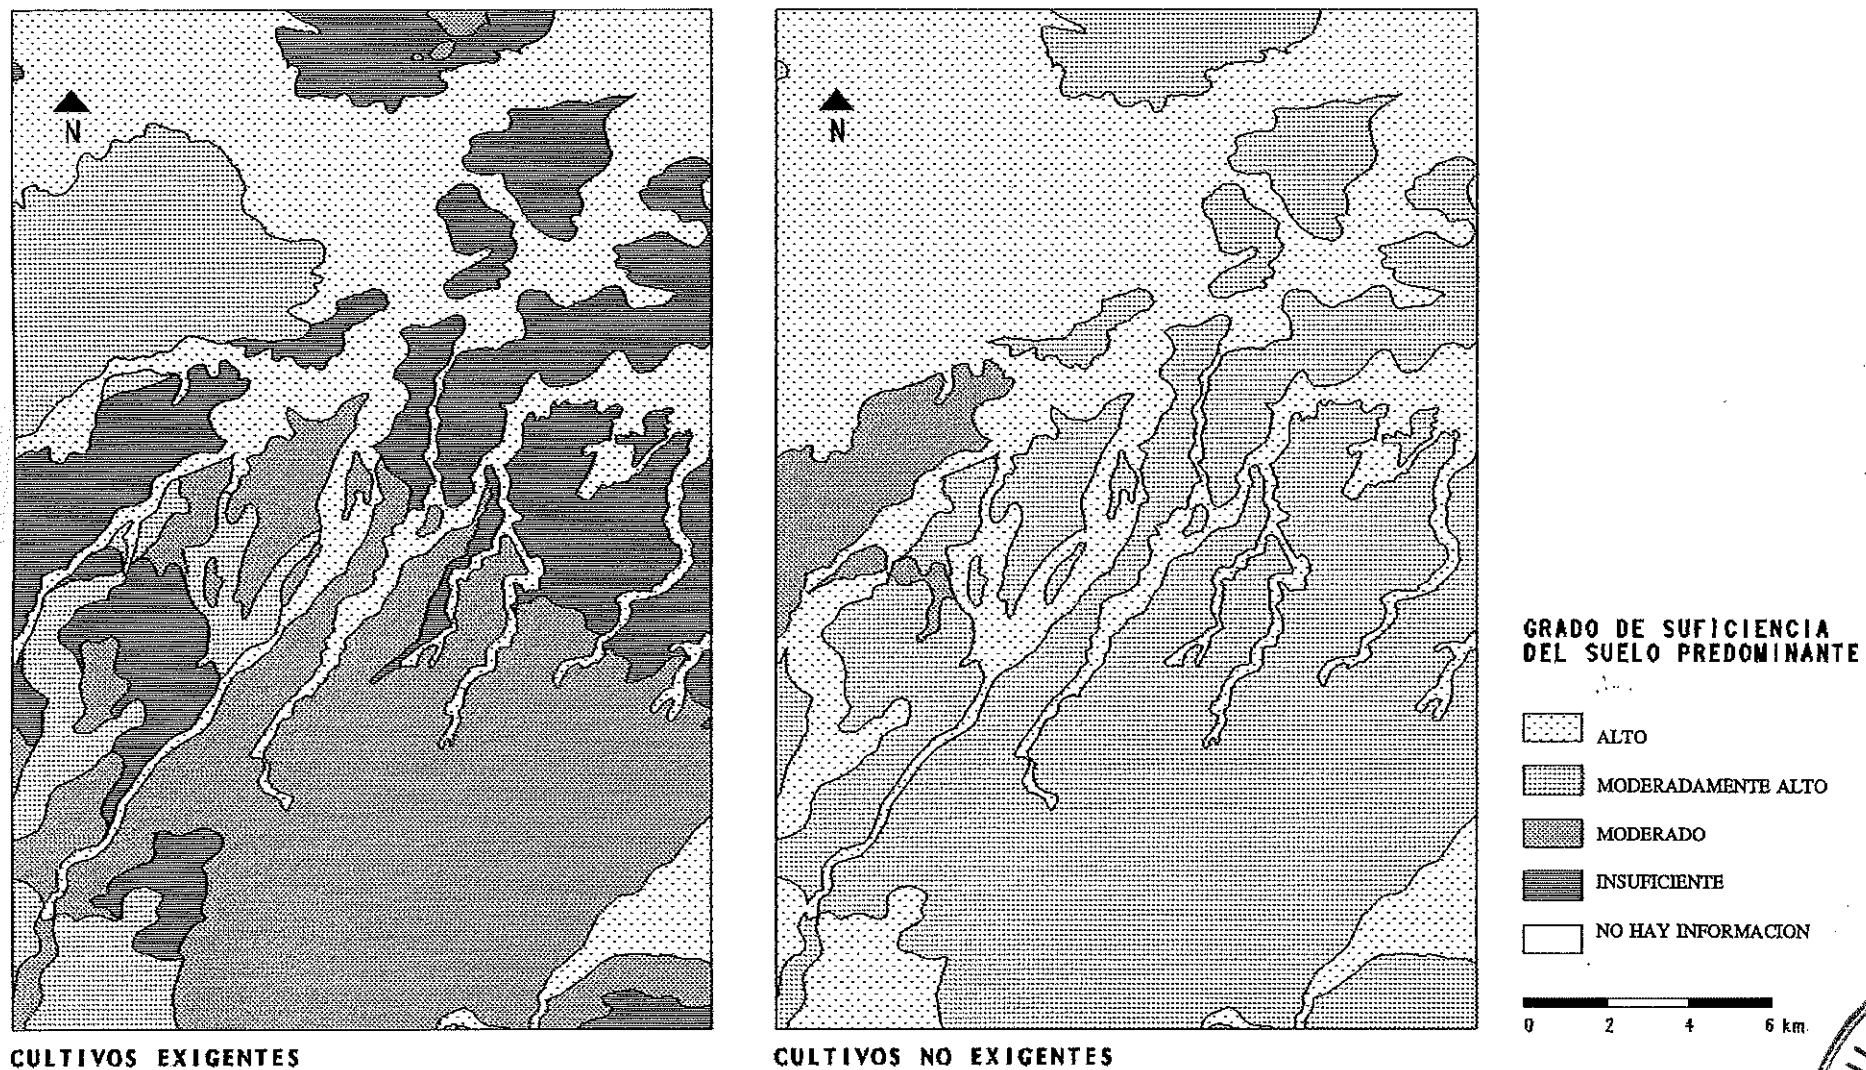 N
N
GRADO DE SUFICIENCIA
DEL SUELO PREDOMINANTE
ALTO
MODERADAMENTE ALTO
MODERADO
INSUFICIENTE
NO HAY INFORMACION
0 2 4 6 km
CULTIVOS EXIGENTES
CULTIVOS NO EXIGENTES